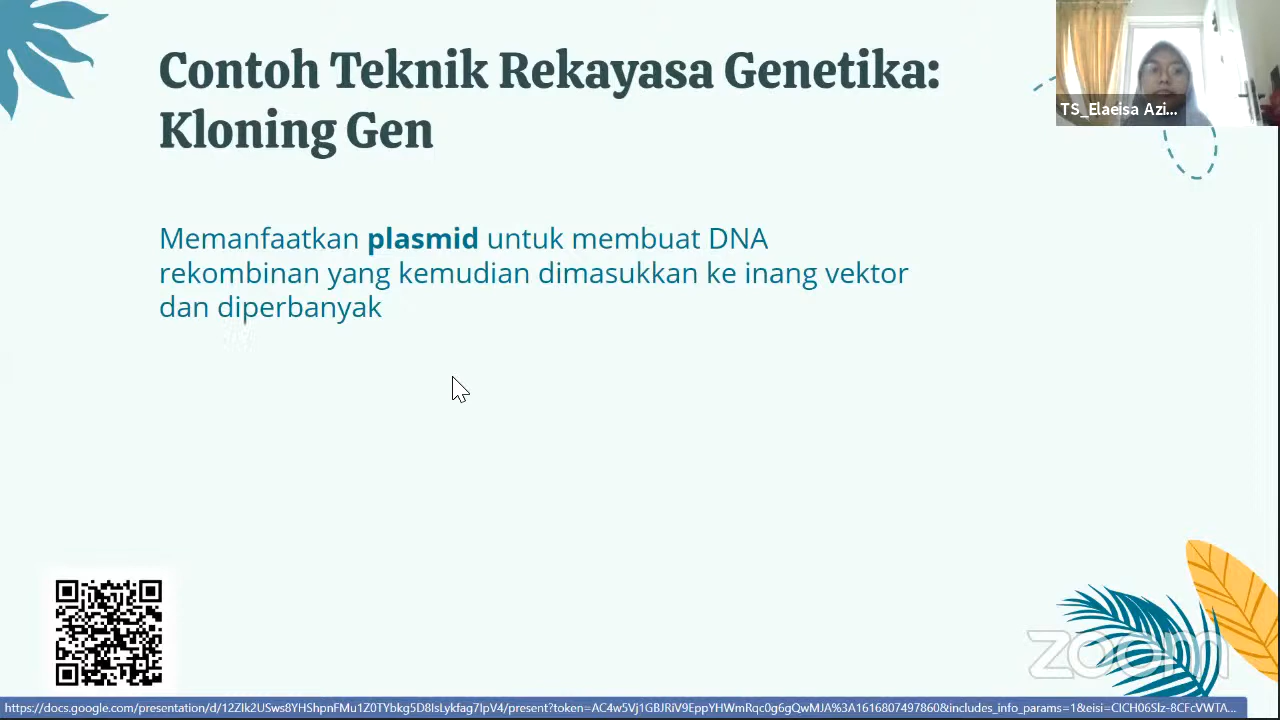 Contoh Teknik Rekayasa Genetika:
Kloning Gen
TS_Elaeisa Azi...
Memanfaatkan plasmid untuk membuat DNA
rekombinan yang kemudian dimasukkan ke inang vektor
dan diperbanyak
zoom
https://docs.google.com/presentation/d/12ZIk2USws8YHShpnFMu1Z0TYbkg5D8IsLykfag7IpV4/present?token=AC4w5Vj1GBJRiV9EppYHWmRqc0g6gQwMJA%3A1616807497860&includes_info_params=1&eisi=CICH06SIz-8CFcVWTA...